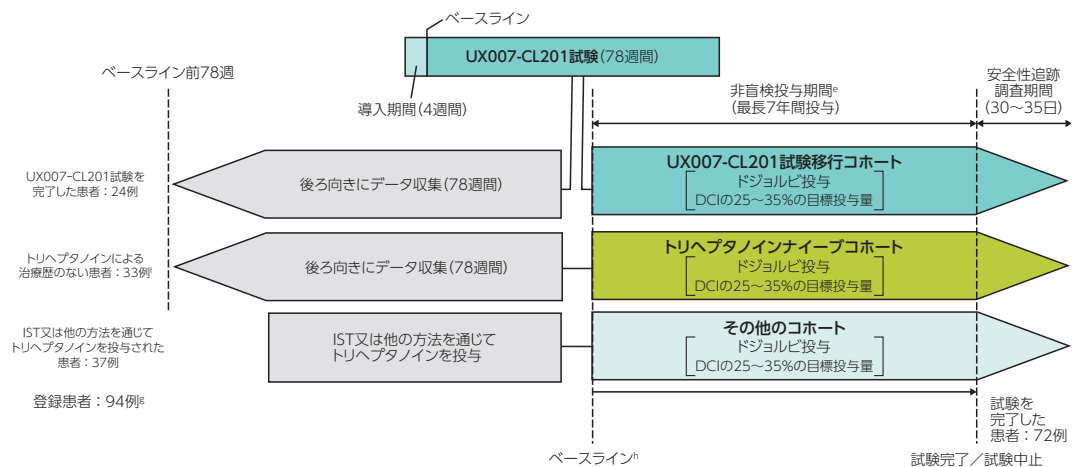 ベースライン
UX007-CL201試験(78週間)
ベースライン前78週
導入期間(4週間)
非盲検投与期間e
(最長7年間投与)
安全性追跡
調査期間
(30〜35日)
UX007-CL201試験を
完了した患者：24例
後ろ向きにデータ収集(78週間)
UX007-CL201試験移行コホート
ドジョルビ投与
DCIの25〜35%の目標投与量
トリヘプタノインによる
治療歴のない患者：33例f
後ろ向きにデータ収集(78週間)
トリヘプタノインナイーブコホート
ドジョルビ投与
DCIの25〜35%の目標投与量
IST又は他の方法を通じて
トリヘプタノインを投与された
患者：37例
IST又は他の方法を通じて
トリヘプタノインを投与
その他のコホート
ドジョルビ投与
DCIの25〜35%の目標投与量
登録患者：94例g
試験を
完了した
患者：72例
ベースラインh
試験完了／試験中止